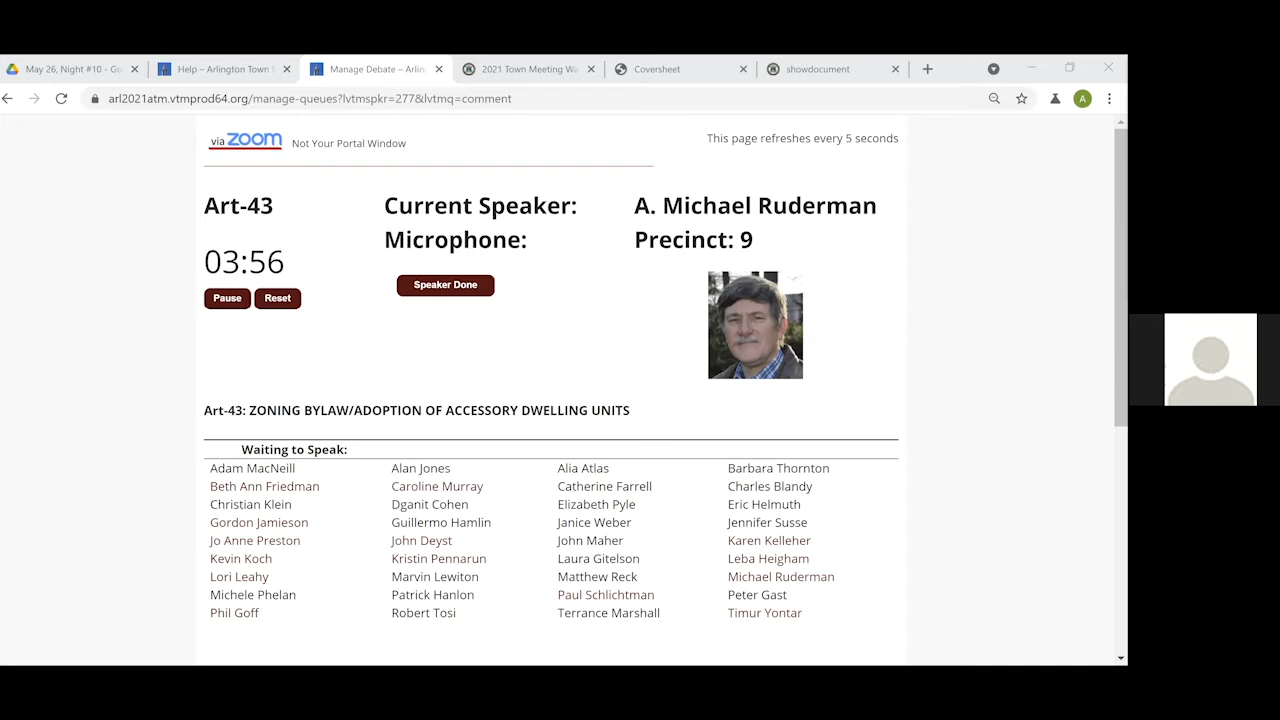 May 26, Night #10 - Go
Help – Arlington Town
Manage Debate – Arlin
2021 Town Meeting Wa
Coversheet
showdocument
arl2021atm.vtmprod64.org/manage-queues?lvtmspkr=277&lvtmq=comment
A
via zoom
Not Your Portal Window
This page refreshes every 5 seconds
Art-43
Current Speaker:
A. Michael Ruderman
Microphone:
Precinct: 9
03:56
Pause
Reset
Speaker Done
Art-43: ZONING BYLAW/ADOPTION OF ACCESSORY DWELLING UNITS
Waiting to Speak:
Adam MacNeill Alan Jones Alia Atlas Barbara Thornton
Beth Ann Friedman Caroline Murray Catherine Farrell Charles Blandy
Christian Klein Dganit Cohen Elizabeth Pyle Eric Helmuth
Gordon Jamieson Guillermo Hamlin Janice Weber Jennifer Susse
Jo Anne Preston John Deyst John Maher Karen Kelleher
Kevin Koch Kristin Pennarun Laura Gitelson Leba Heigham
Lori Leahy Marvin Lewiton Matthew Reck Michael Ruderman
Michele Phelan Patrick Hanlon Paul Schlichtman Peter Gast
Phil Goff Robert Tosi Terrance Marshall Timur Yontar